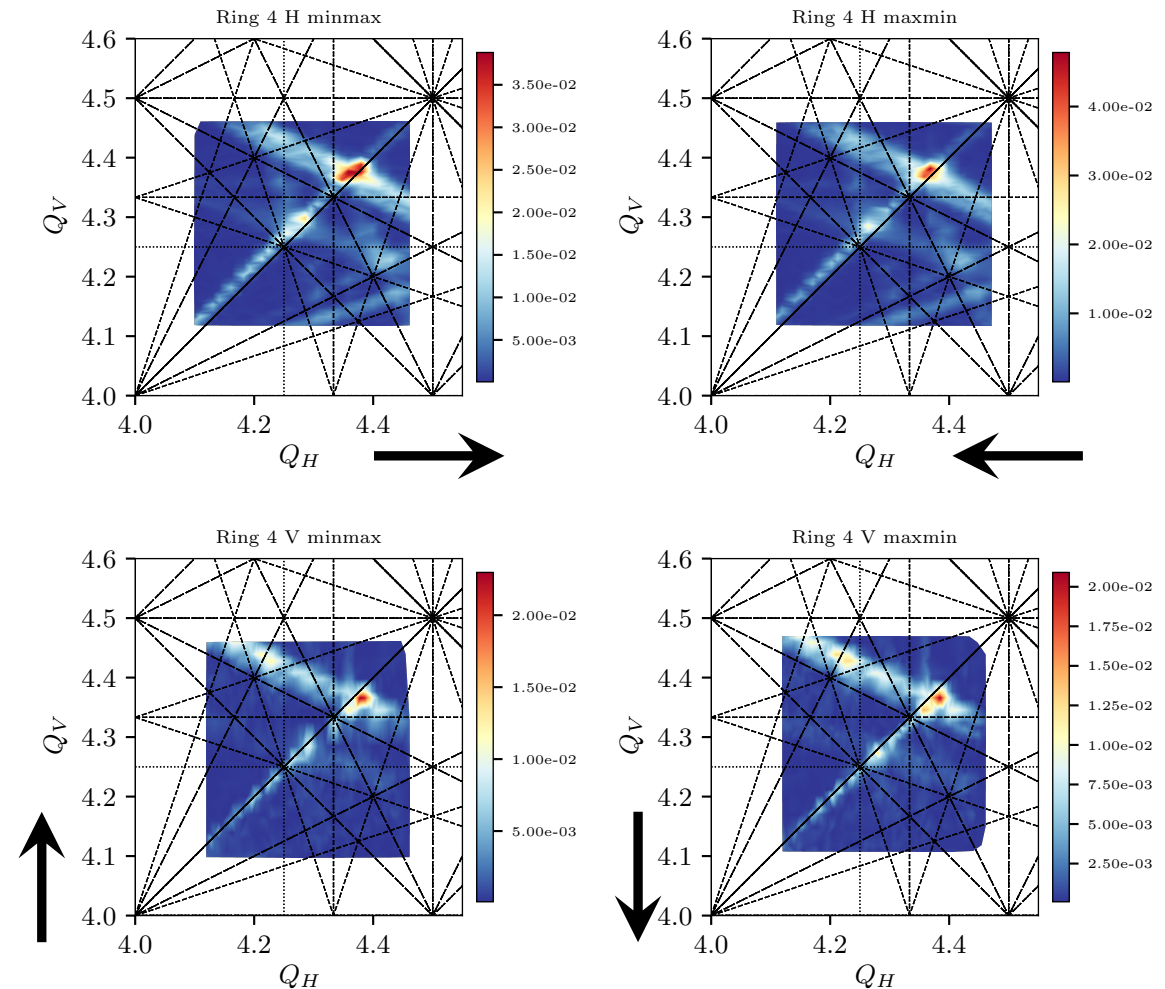 Ring 4 H minmax
4.6
4.5
4.4
4.3
4.2
4.1
4.0
Q_V
4.0 4.2 4.4
Q_H
3.50e-02
3.00e-02
2.50e-02
2.00e-02
1.50e-02
1.00e-02
5.00e-03
Ring 4 H maxmin
4.6
4.5
4.4
4.3
4.2
4.1
4.0
Q_V
4.0 4.2 4.4
Q_H
4.00e-02
3.00e-02
2.00e-02
1.00e-02
Ring 4 V minmax
4.6
4.5
4.4
4.3
4.2
4.1
4.0
Q_V
4.0 4.2 4.4
Q_H
2.00e-02
1.50e-02
1.00e-02
5.00e-03
Ring 4 V maxmin
4.6
4.5
4.4
4.3
4.2
4.1
4.0
Q_V
4.0 4.2 4.4
Q_H
2.00e-02
1.75e-02
1.50e-02
1.25e-02
1.00e-02
7.50e-03
5.00e-03
2.50e-03